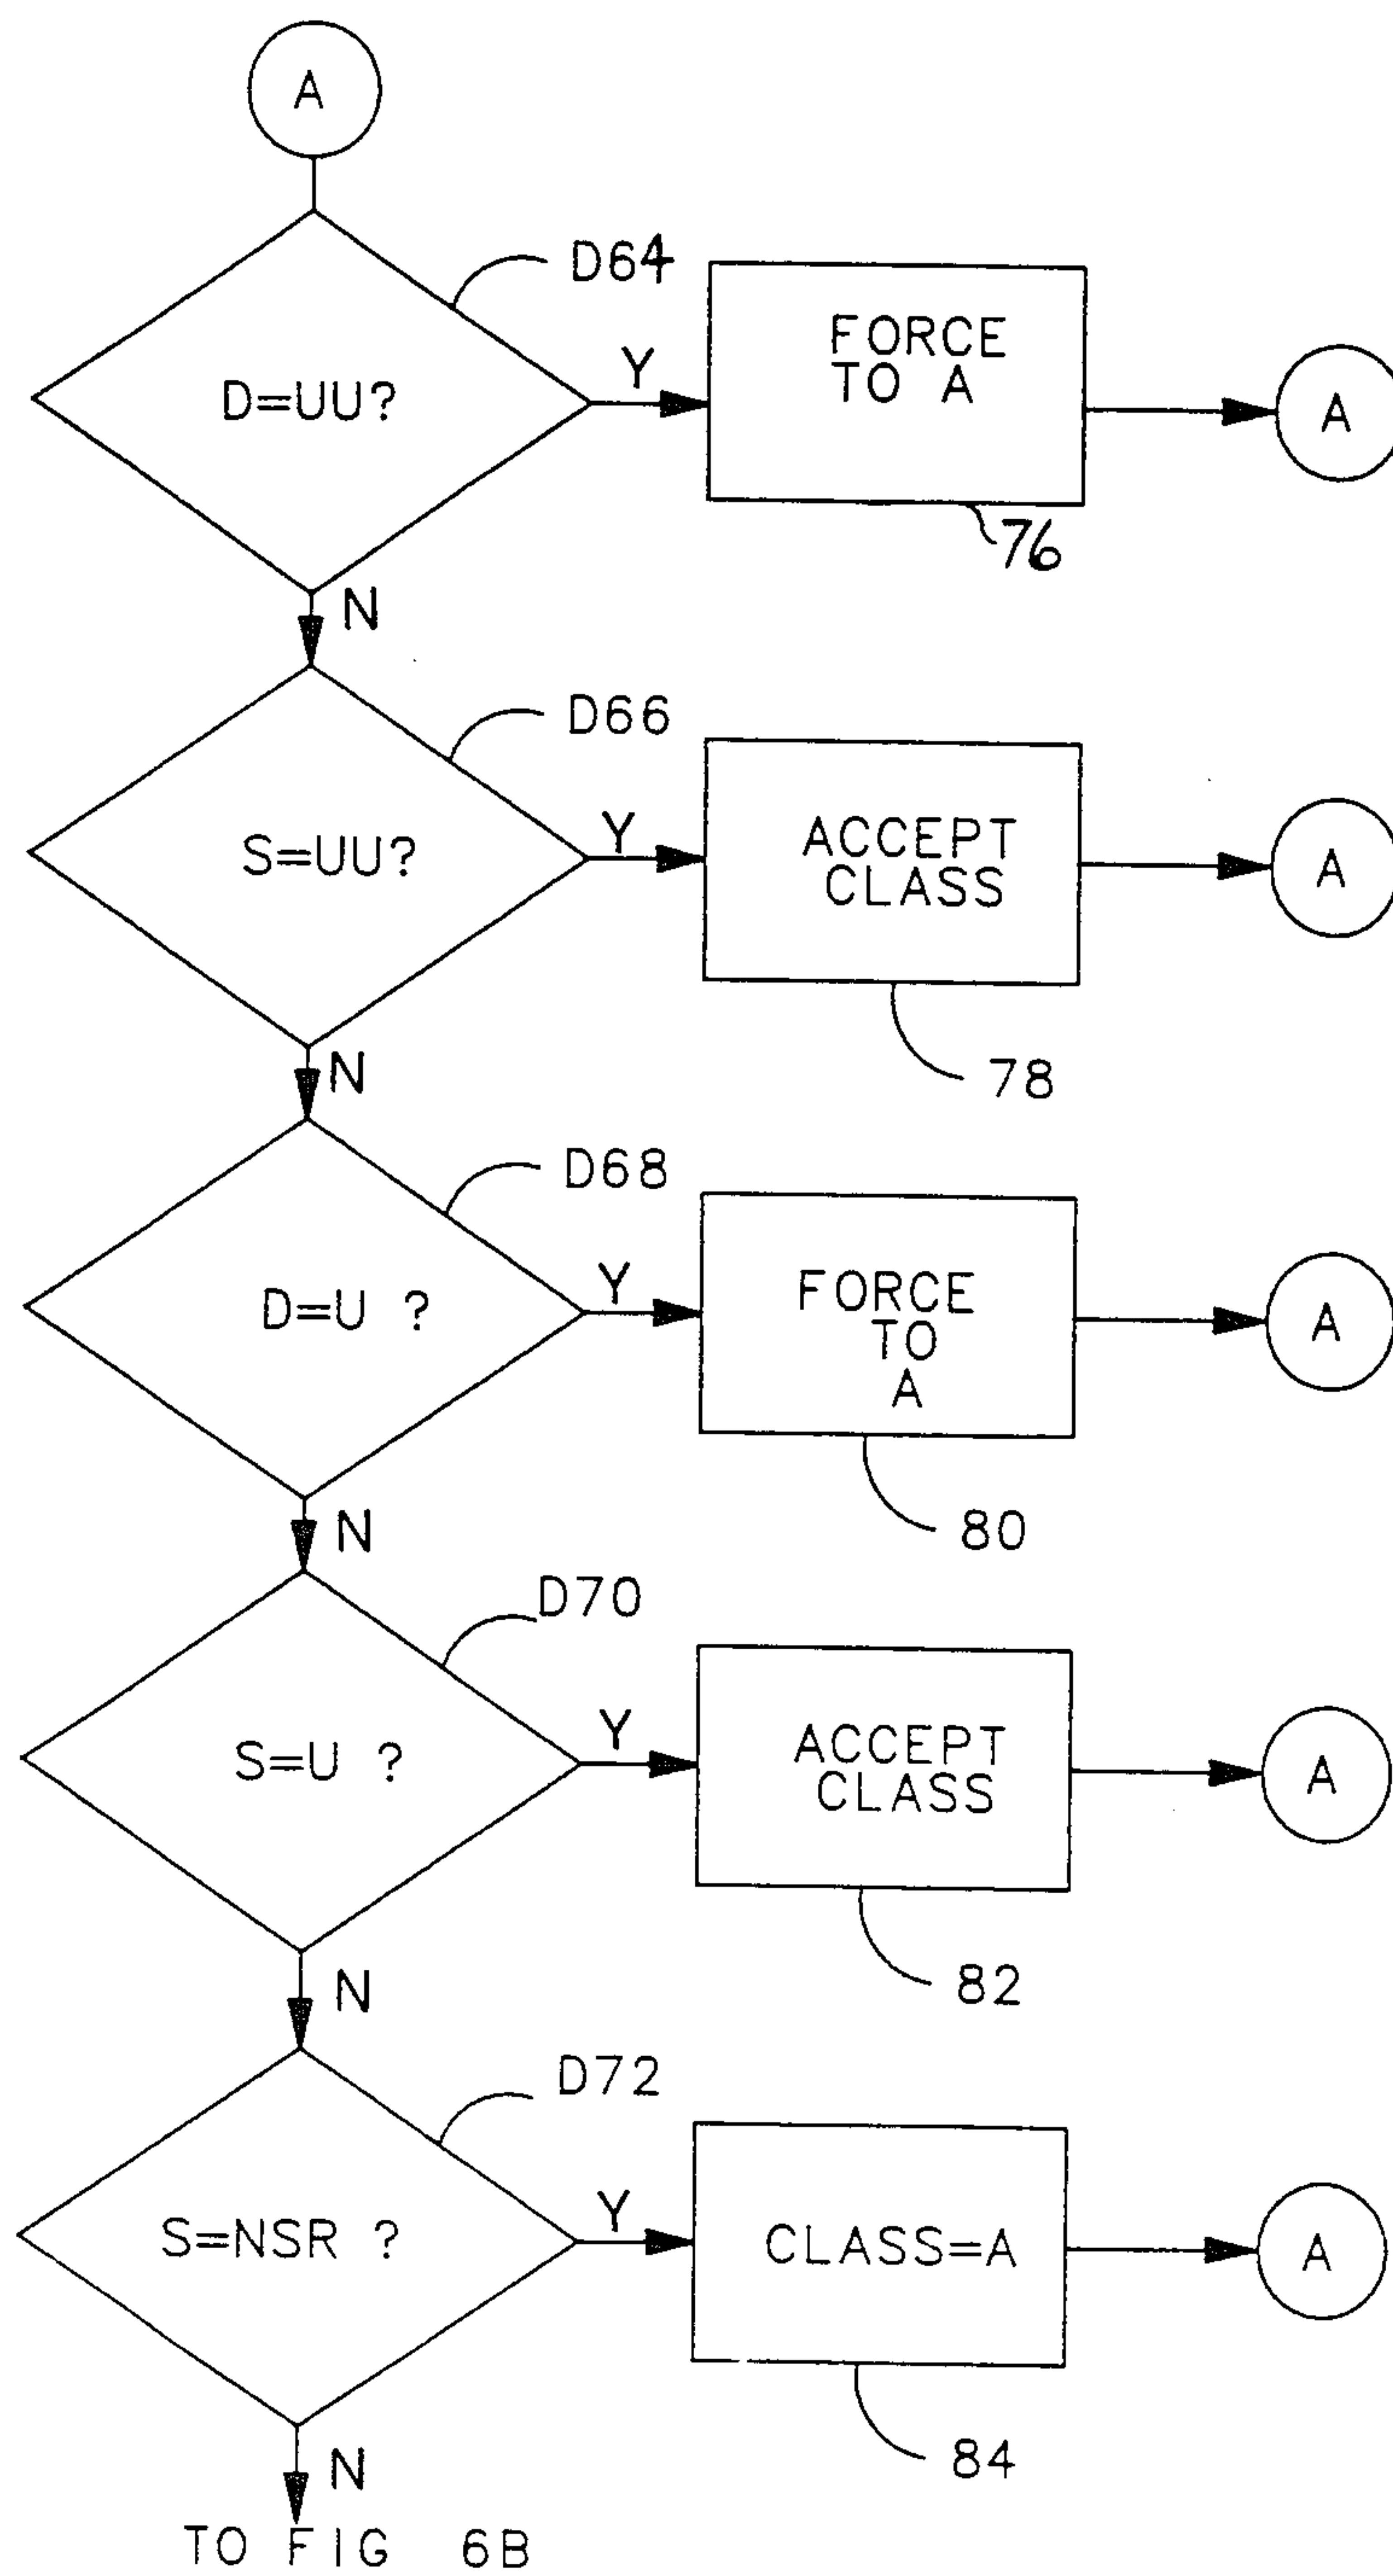 A
D64
D=UU?
Y
FORCE
TO A
A
76
N
D66
S=UU?
Y
ACCEPT
CLASS
A
78
N
D68
D=U ?
Y
FORCE
TO
A
A
80
N
D70
S=U ?
Y
ACCEPT
CLASS
A
82
N
D72
S=NSR ?
Y
CLASS=A
A
84
N
TO FIG 6B